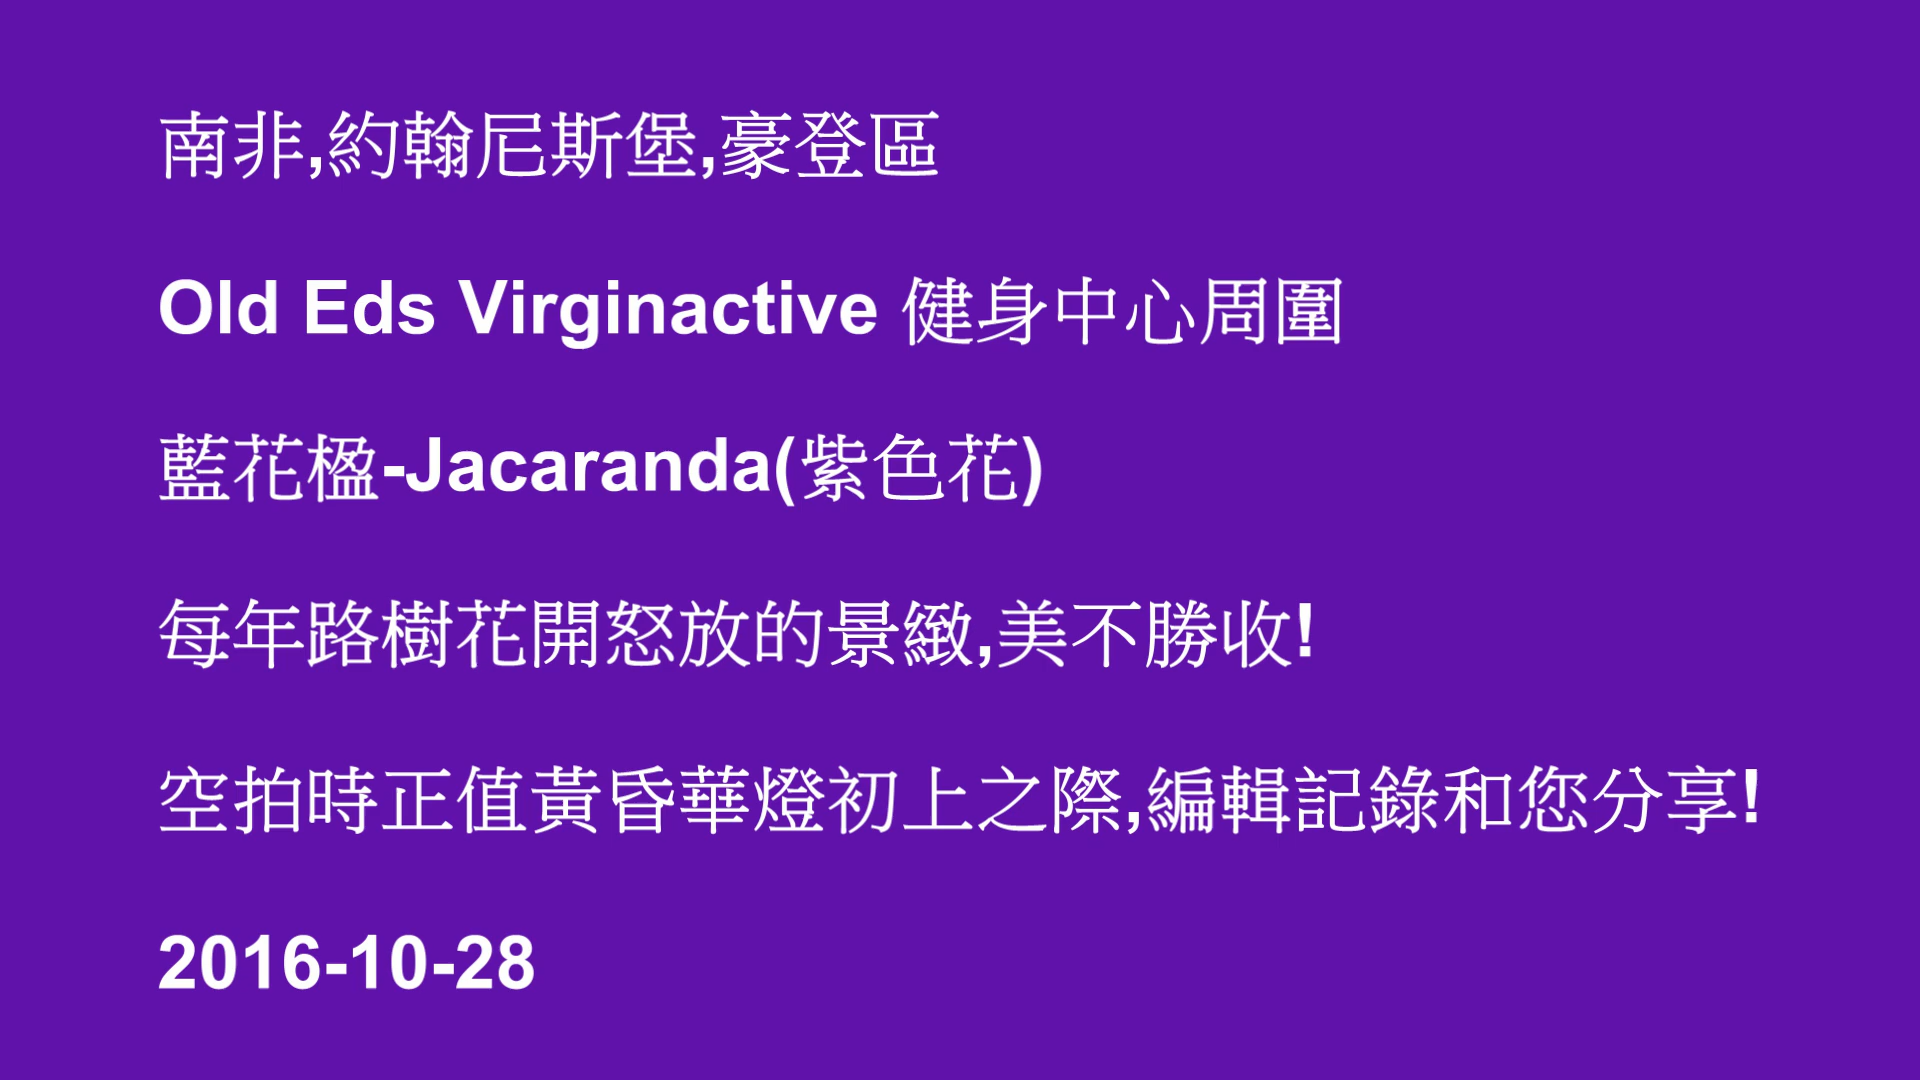 南非,約翰尼斯堡,豪登區
Old Eds Virginactive 健身中心周圍
藍花楹-Jacaranda(紫色花)
每年路樹花開怒放的景緻,美不勝收!
空拍時正值黃昏華燈初上之際,編輯記錄和您分享!
2016-10-28